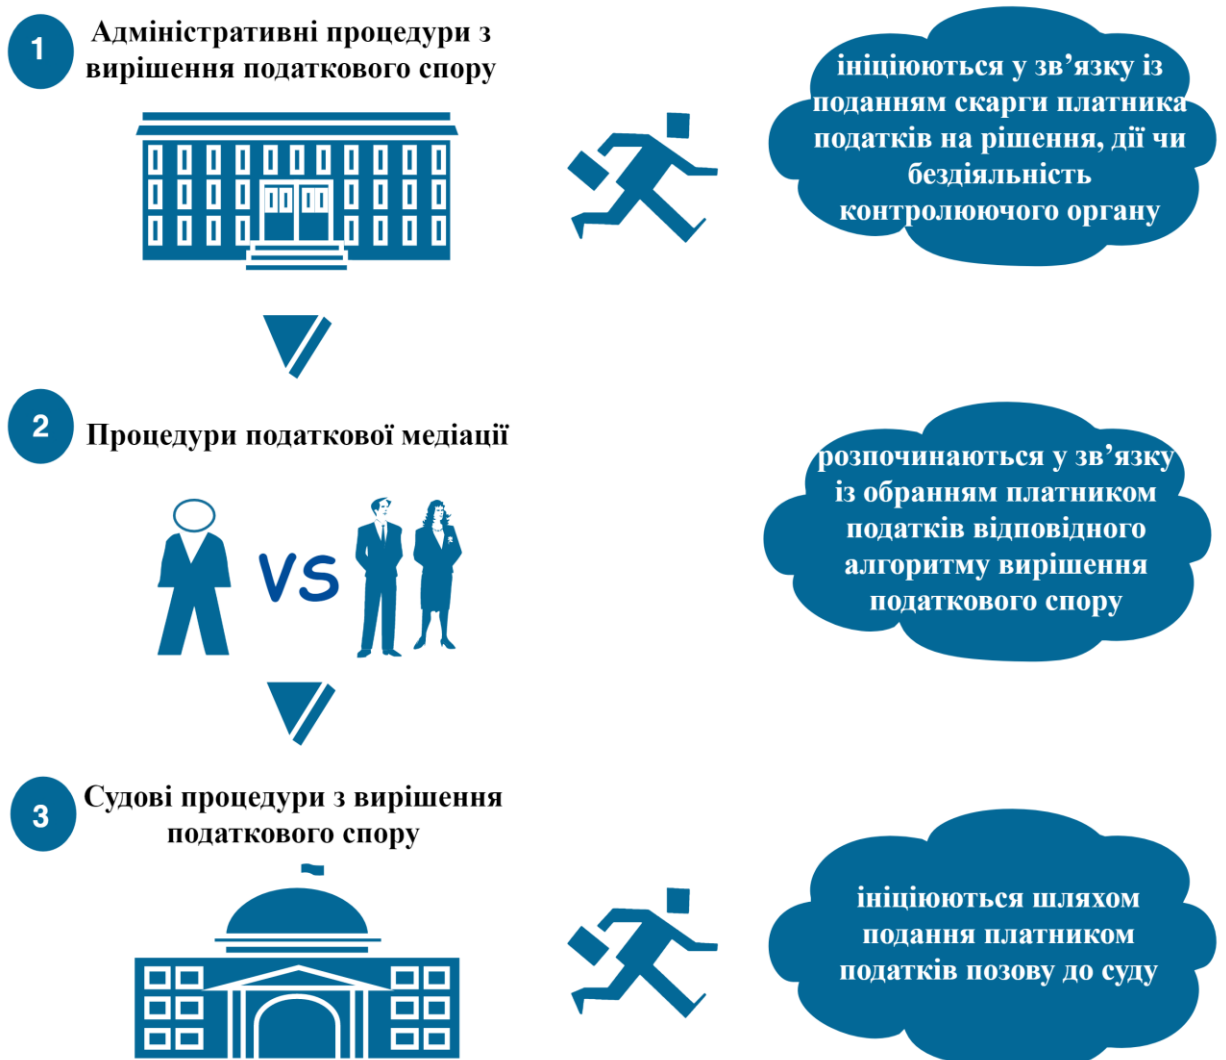 1
Адміністративні процедури з
вирішення податкового спору
ініціюються у зв’язку із
поданням скарги платника
податків на рішення, дії чи
бездіяльність
контролюючого органу
2
Процедури податкової медіації
VS
розпочинаються у зв’язку
із обранням платником
податків відповідного
алгоритму вирішення
податкового спору
3
Судові процедури з вирішення
податкового спору
ініціюються шляхом
подання платником
податків позову до суду